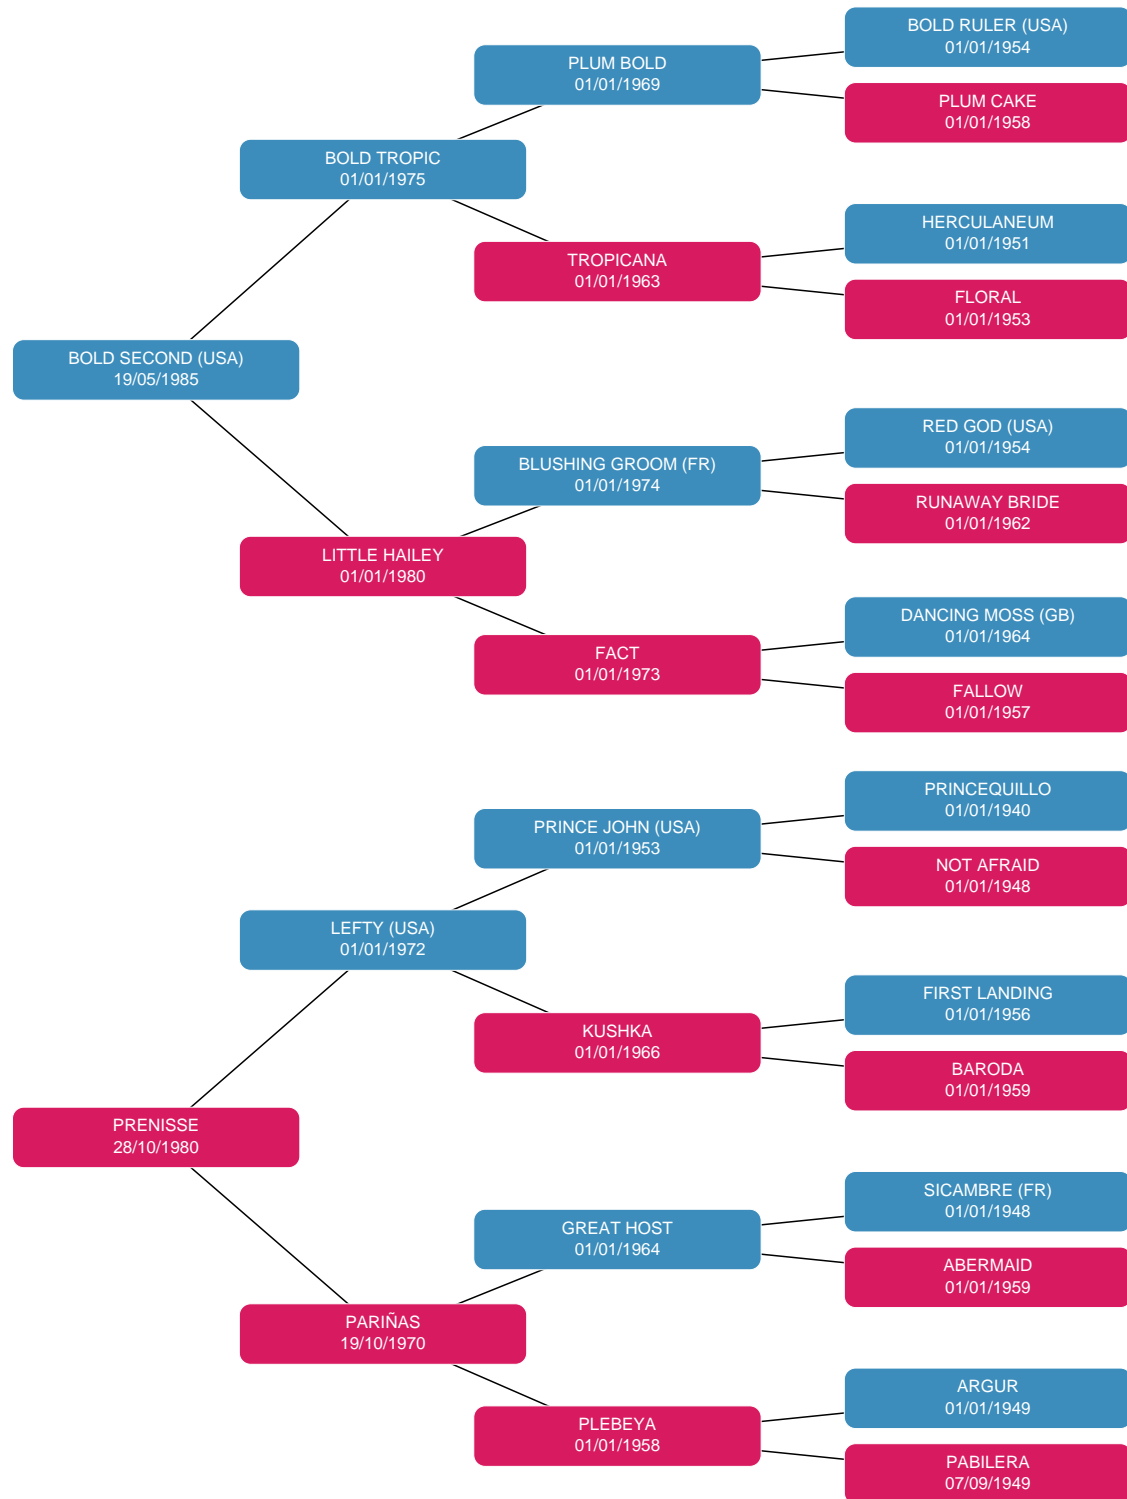 BOLD RULER (USA)
01/01/1954
PLUM BOLD
01/01/1969
PLUM CAKE
01/01/1958
BOLD TROPIC
01/01/1975
HERCULANEUM
01/01/1951
TROPICANA
01/01/1963
FLORAL
01/01/1953
BOLD SECOND (USA)
19/05/1985
RED GOD (USA)
01/01/1954
BLUSHING GROOM (FR)
01/01/1974
RUNAWAY BRIDE
01/01/1962
LITTLE HAILEY
01/01/1980
DANCING MOSS (GB)
01/01/1964
FACT
01/01/1973
FALLOW
01/01/1957
PRINCEQUILLO
01/01/1940
PRINCE JOHN (USA)
01/01/1953
NOT AFRAID
01/01/1948
LEFTY (USA)
01/01/1972
FIRST LANDING
01/01/1956
KUSHKA
01/01/1966
BARODA
01/01/1959
PRENISSE
28/10/1980
SICAMBRE (FR)
01/01/1948
GREAT HOST
01/01/1964
ABERMAID
01/01/1959
PARIÑAS
19/10/1970
ARGUR
01/01/1949
PLEBEYA
01/01/1958
PABILERA
07/09/1949